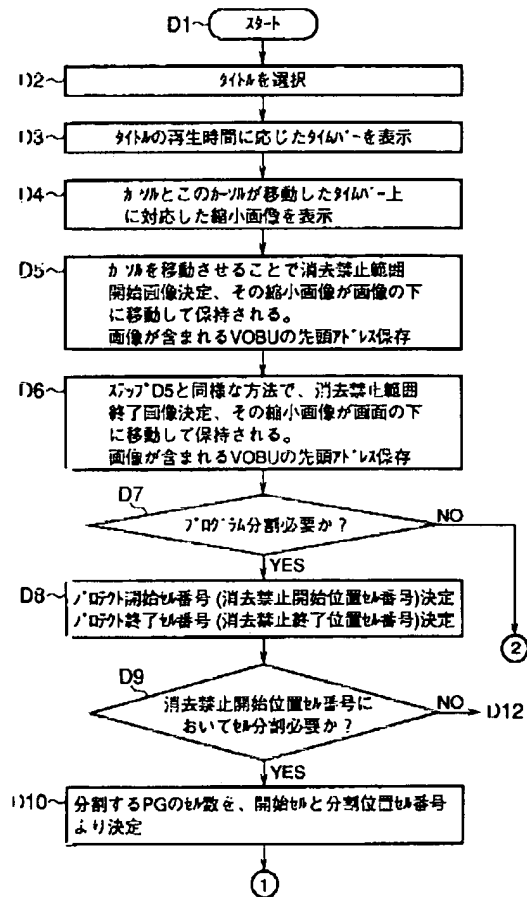 D1 スタート
D2 タイトルを選択
D3 タイトルの再生時間に応じたタイムバーを表示
D4 カーソルとこのカーソルが移動したタイムバー上
に対応した縮小画像を表示
D5 カーソルを移動させることで消去禁止範囲
開始画像決定、その縮小画像が画像の下
に移動して保持される。
画像が含まれるVOBUの先頭アドレス保存
D6 ステップD5と同様な方法で、消去禁止範囲
終了画像決定、その縮小画像が画面の下
に移動して保持される。
画像が含まれるVOBUの先頭アドレス保存
D7 プログラム分割必要か?
NO
YES
②
D8 プロテクト開始セル番号(消去禁止開始位置セル番号)決定
プロテクト終了セル番号(消去禁止終了位置セル番号)決定
D9 消去禁止開始位置セル番号に
おいてセル分割必要か?
NO D12
YES
D10 分割するPGのセル数を、開始セルと分割位置セル番号
より決定
①